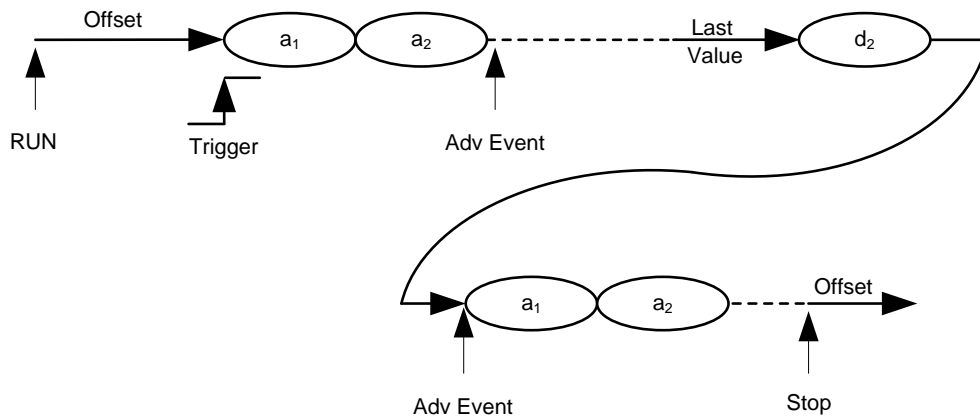 Offset
a₁
a₂
Last
Value
d₂
RUN
Trigger
Adv Event
a₁
a₂
Offset
Adv Event
Stop